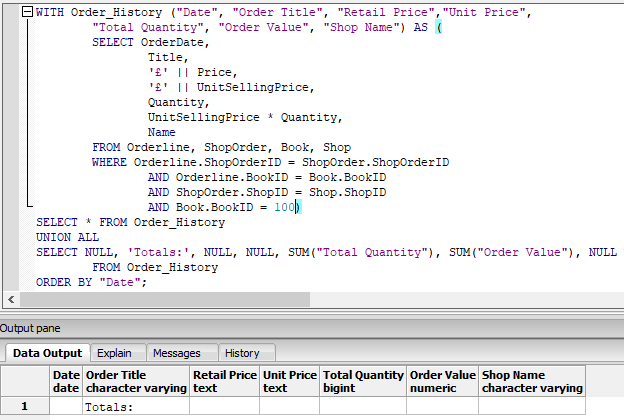 WITH Order_History ("Date", "Order Title", "Retail Price","Unit Price",
"Total Quantity", "Order Value", "Shop Name") AS (
SELECT OrderDate,
Title,
'£' || Price,
'£' || UnitSellingPrice,
Quantity,
UnitSellingPrice * Quantity,
Name
FROM Orderline, ShopOrder, Book, Shop
WHERE Orderline.ShopOrderID = ShopOrder.ShopOrderID
AND Orderline.BookID = Book.BookID
AND ShopOrder.ShopID = Shop.ShopID
AND Book.BookID = 100)
SELECT * FROM Order_History
UNION ALL
SELECT NULL, 'Totals:', NULL, NULL, SUM("Total Quantity"), SUM("Order Value"), NULL
FROM Order_History
ORDER BY "Date";
Output pane
Data Output Explain Messages History
Date Order Title Retail Price Unit Price Total Quantity Order Value Shop Name
date character varying text text bigint numeric character varying
1 Totals: